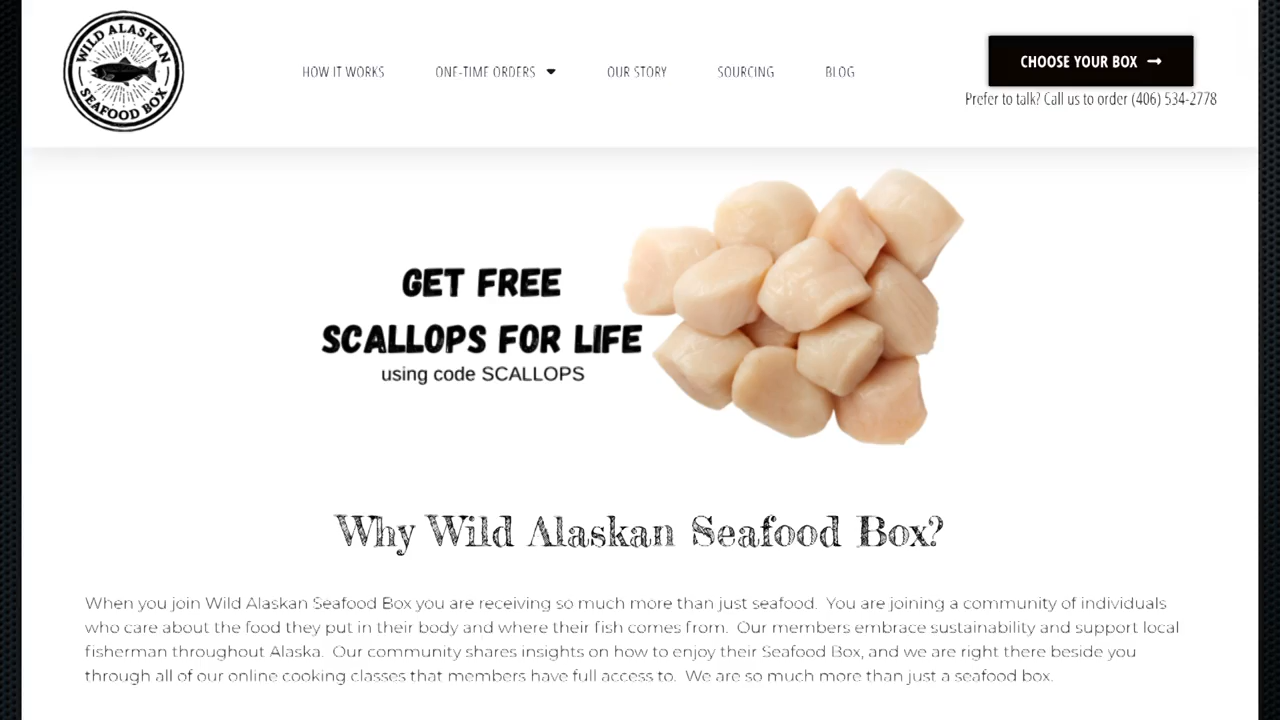 WILD ALASKAN
SEAFOOD BOX
HOW IT WORKS
ONE-TIME ORDERS
OUR STORY
SOURCING
BLOG
CHOOSE YOUR BOX
Prefer to talk? Call us to order (406) 534-2778
GET FREE
SCALLOPS FOR LIFE
using code SCALLOPS
Why Wild Alaskan Seafood Box?
When you join Wild Alaskan Seafood Box you are receiving so much more than just seafood. You are joining a community of individuals
who care about the food they put in their body and where their fish comes from. Our members embrace sustainability and support local
fisherman throughout Alaska. Our community shares insights on how to enjoy their Seafood Box, and we are right there beside you
through all of our online cooking classes that members have full access to. We are so much more than just a seafood box.